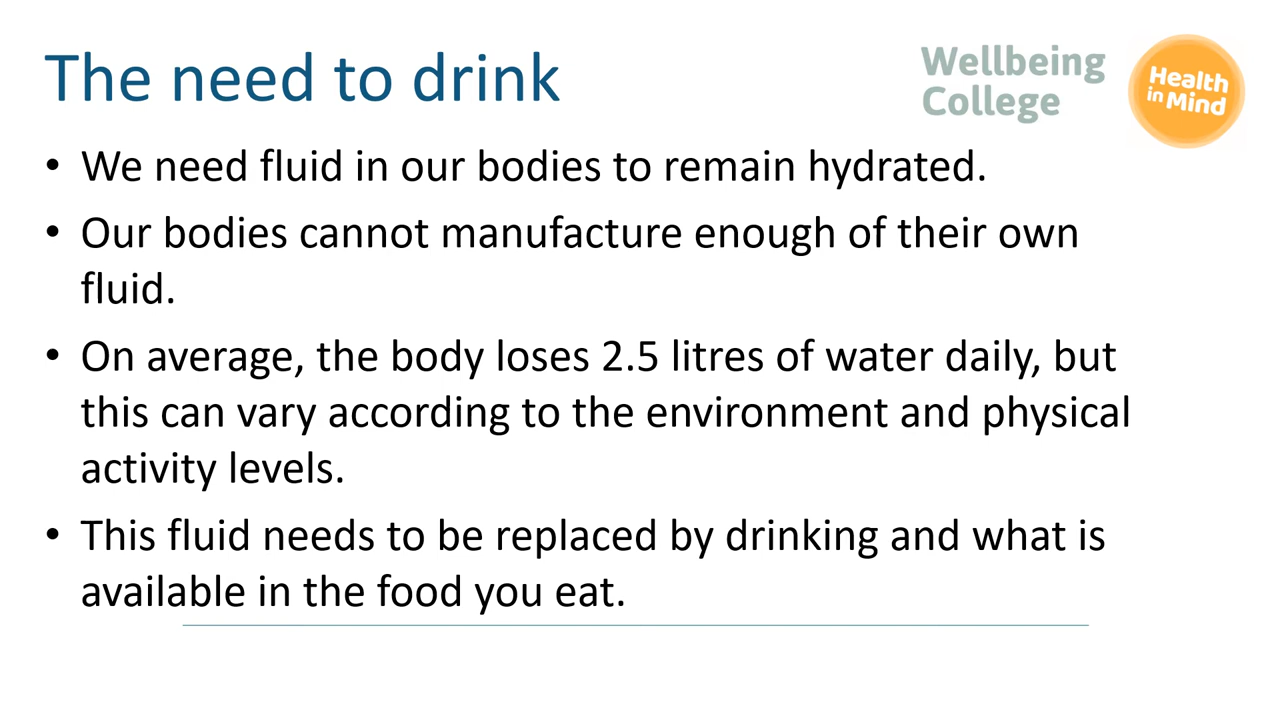 The need to drink
Wellbeing
College
Health
in Mind
• We need fluid in our bodies to remain hydrated.
• Our bodies cannot manufacture enough of their own
fluid.
• On average, the body loses 2.5 litres of water daily, but
this can vary according to the environment and physical
activity levels.
• This fluid needs to be replaced by drinking and what is
available in the food you eat.